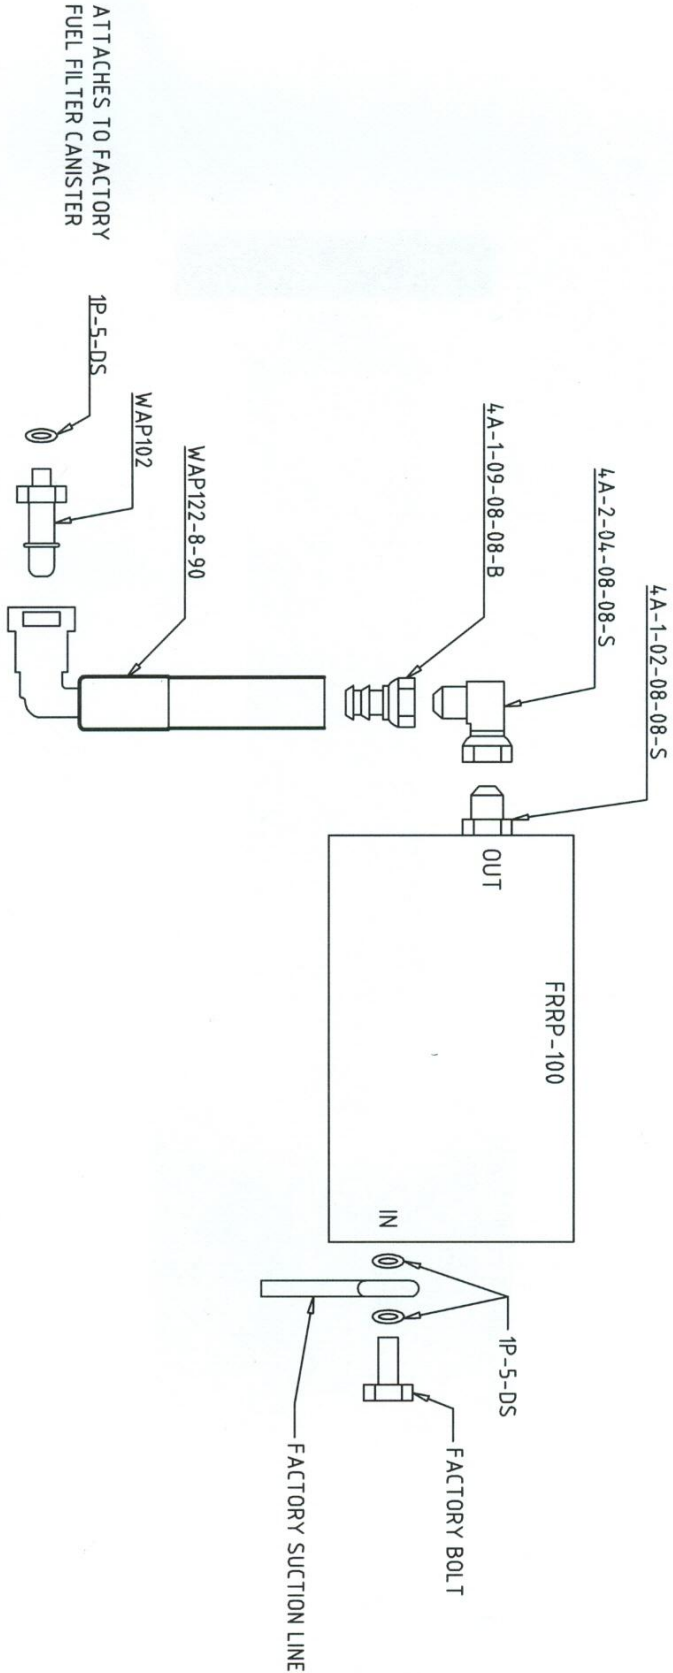 ATTACHES TO FACTORY
FUEL FILTER CANISTER
1P-5-DS
WAP102
WAP122-8-90
4A-1-09-08-08-B
4A-2-04-08-08-S
4A-1-02-08-08-S
OUT
FRRP-100
IN
1P-5-DS
FACTORY BOLT
FACTORY SUCTION LINE